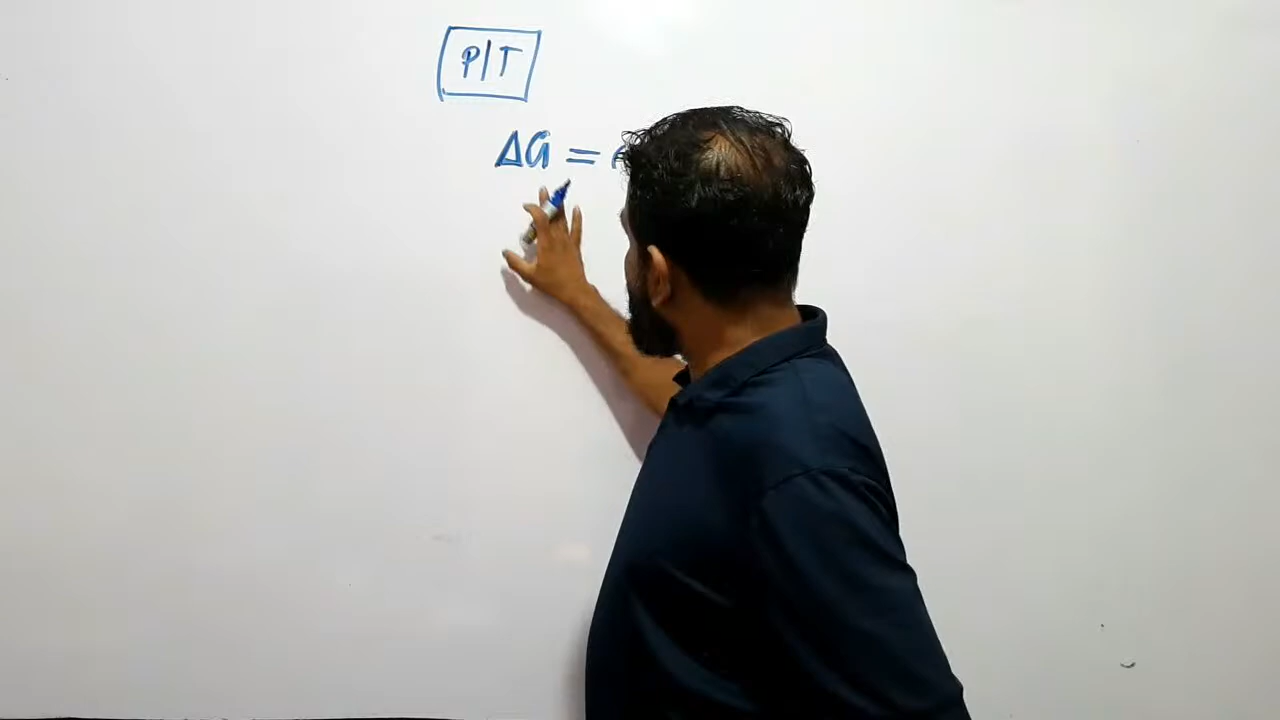 P/T
ΔG =